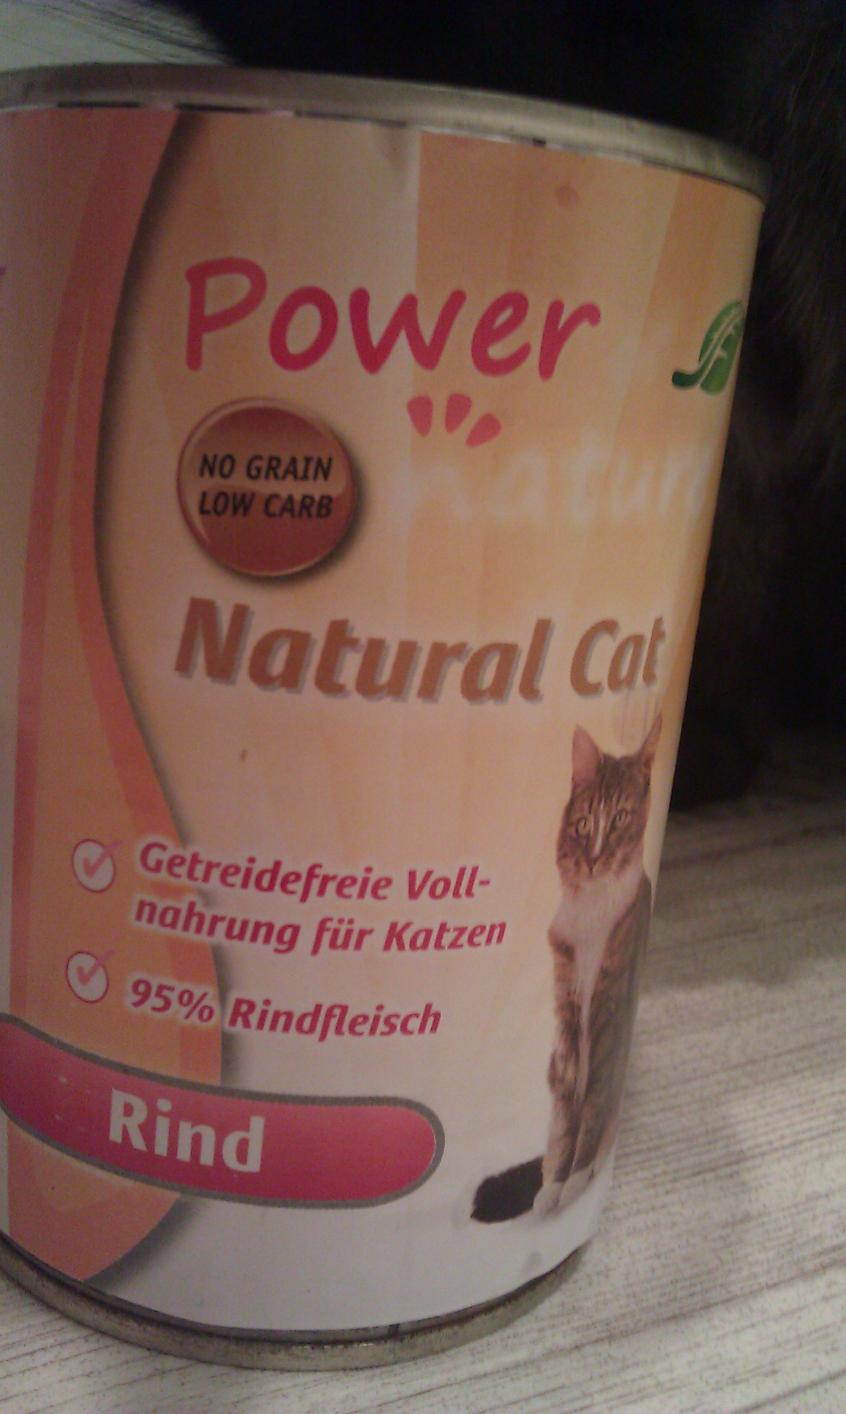 Power
NO GRAIN
LOW CARB
Natural Cat
Getreidefreie Voll-
nahrung für Katzen
95% Rindfleisch
Rind